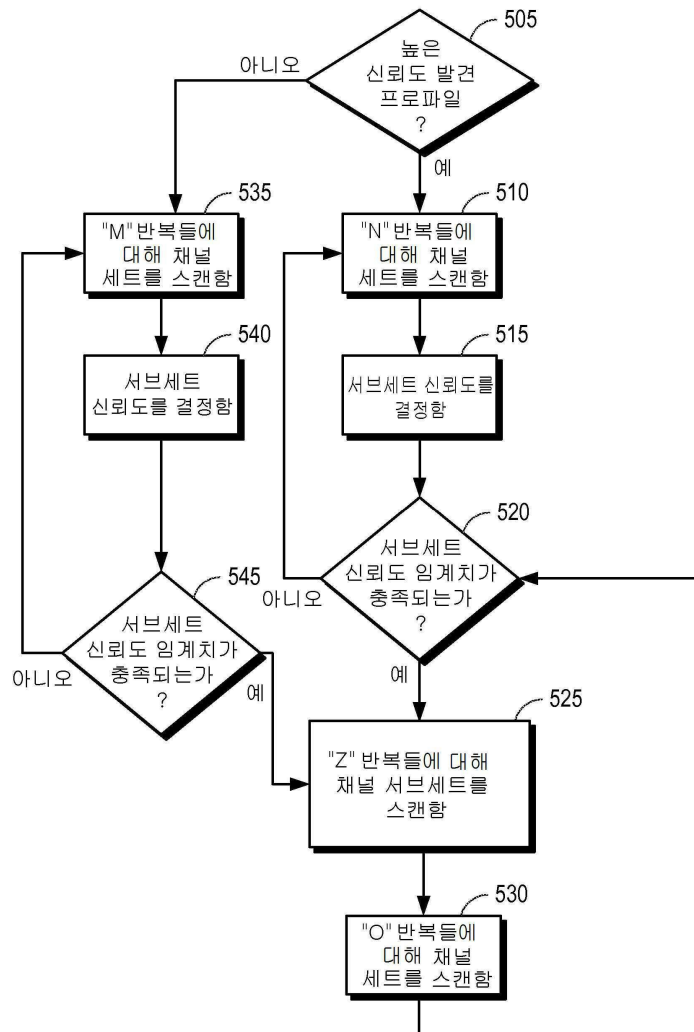 505
높은
신뢰도 발견
프로파일
?
아니오
예
535
"M" 반복들에
대해 채널
세트를 스캔함
510
"N" 반복들에
대해 채널
세트를 스캔함
540
서브세트
신뢰도를 결정함
515
서브세트 신뢰도를
결정함
520
서브세트
신뢰도 임계치가
충족되는가
?
아니오
예
545
서브세트
신뢰도 임계치가
충족되는가
?
아니오
예
525
"Z" 반복들에 대해
채널 서브세트를
스캔함
530
"O" 반복들에
대해 채널
세트를 스캔함